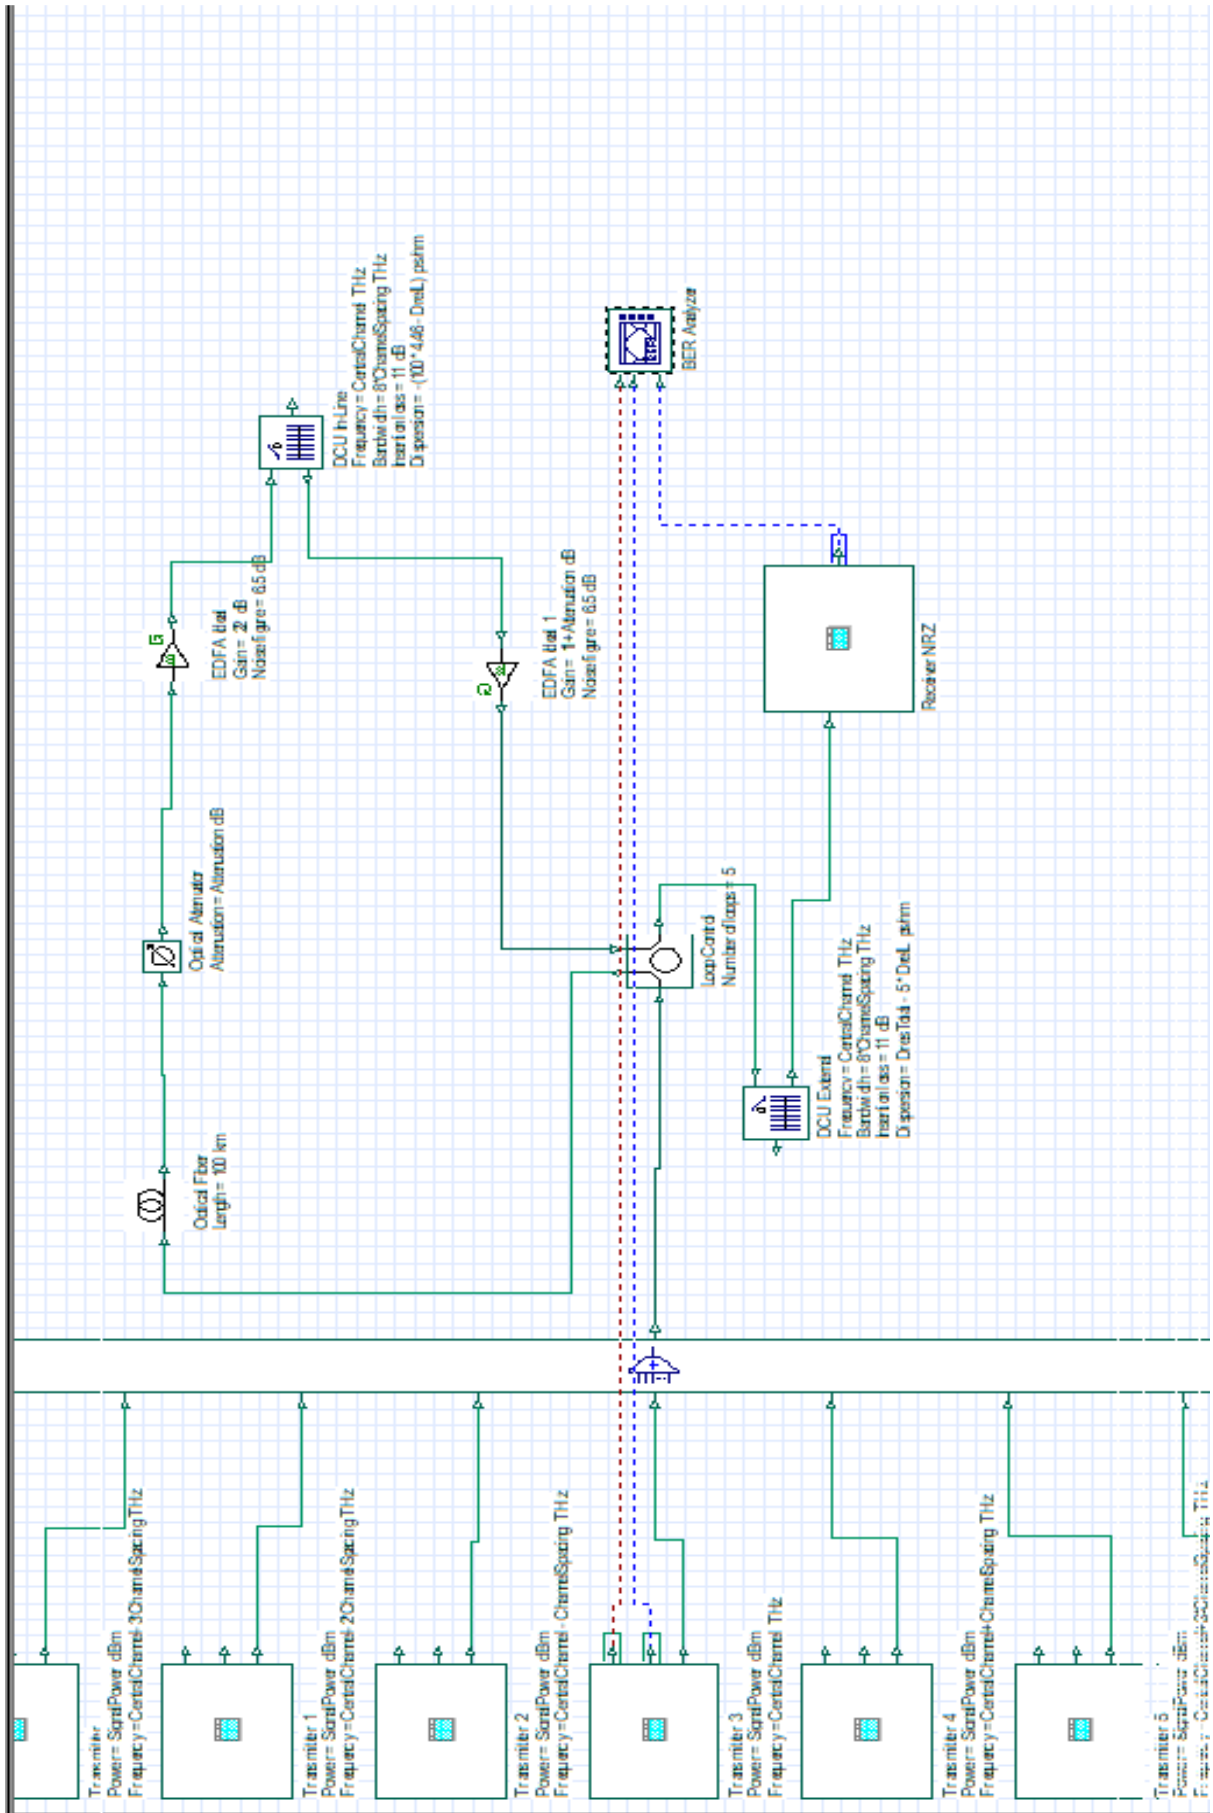 Transmitter
Power = SignalPower dBm
Frequency = CentralChannel-3*ChannelSpacing THz
Transmitter 1
Power = SignalPower dBm
Frequency = CentralChannel-2*ChannelSpacing THz
Transmitter 2
Power = SignalPower dBm
Frequency = CentralChannel - ChannelSpacing THz
Transmitter 3
Power = SignalPower dBm
Frequency = CentralChannel THz
Transmitter 4
Power = SignalPower dBm
Frequency = CentralChannel+ChannelSpacing THz
Transmitter 5
Power = SignalPower dBm
Optical Fiber
Length = 100 km
Optical Attenuator
Attenuation = Attenuation dB
EDFA Ideal
Gain = 22 dB
Noise figure = 6.5 dB
DCU In-Line
Frequency = CentralChannel THz
Bandwidth = 8*ChannelSpacing THz
Insertion loss = 11 dB
Dispersion = -(100*4.46 - DresIL) ps/nm
EDFA Ideal 1
Gain = 11+Attenuation dB
Noise figure = 6.5 dB
Loop Control
Number of loops = 5
DCU External
Frequency = CentralChannel THz
Bandwidth = 8*ChannelSpacing THz
Insertion loss = 11 dB
Dispersion = DresTotal - 5*DresIL ps/nm
Receiver NRZ
BER Analyzer